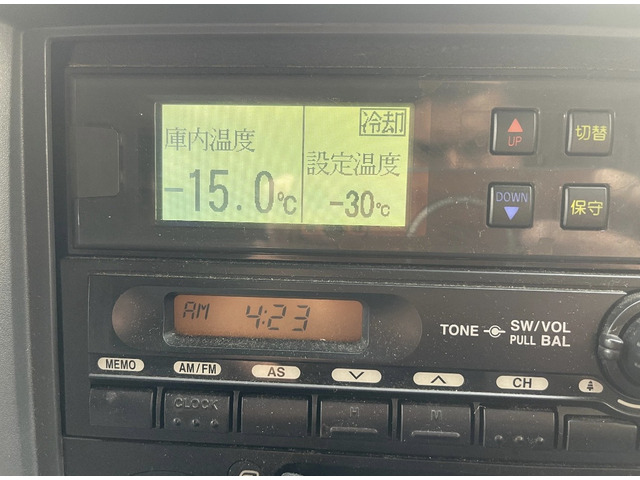 冷却
庫内温度
-15.0℃
設定温度
-30℃
UP
切替
DOWN
保守
AM 4:23
TONE SW/VOL
PULL BAL
MEMO AM/FM AS CH
CLOCK H M